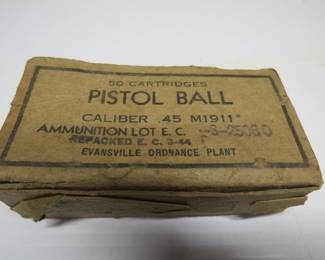 50 CARTRIDGES
PISTOL BALL
CALIBER .45 M1911
AMMUNITION LOT E. C.
REPACKED E. C. 3-44
EVANSVILLE ORDNANCE PLANT